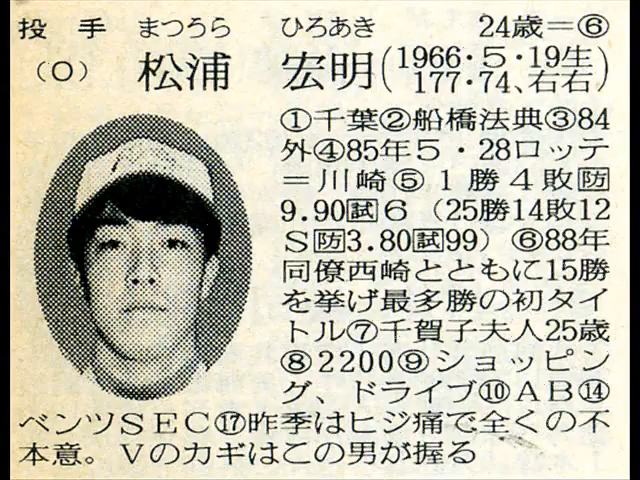 投手 まつうら ひろあき 24歳=⑥
(O) 松浦 宏明(1966・5・19生 177・74、右右)
①千葉②船橋法典③84
外④85年5・28ロッテ
=川崎⑤1勝4敗防
9.90試6(25勝14敗12
S防3.80試99)⑥88年
同僚西崎とともに15勝
を挙げ最多勝の初タイ
トル⑦千賀子夫人25歳
⑧2200⑨ショッピン
グ、ドライブ⑩AB⑭
ベンツSEC⑰昨季はヒジ痛で全くの不
本意。Vのカギはこの男が握る